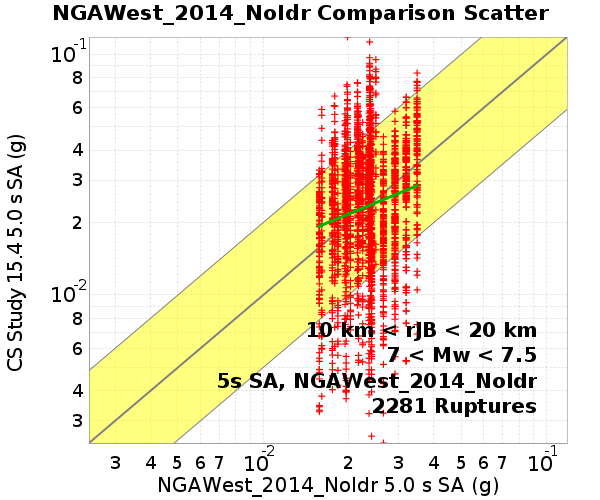 NGAWest_2014_NoIdr Comparison Scatter
CS Study 15.4 5.0 s SA (g)
10^-1
8
6
4
3
2
10^-2
8
6
4
3
10 km < rJB < 20 km
7 < Mw < 7.5
5s SA, NGAWest_2014_NoIdr
2281 Ruptures
3 4 5 6 7 10^-2 2 3 4 5 6 7 10^-1
NGAWest_2014_NoIdr 5.0 s SA (g)